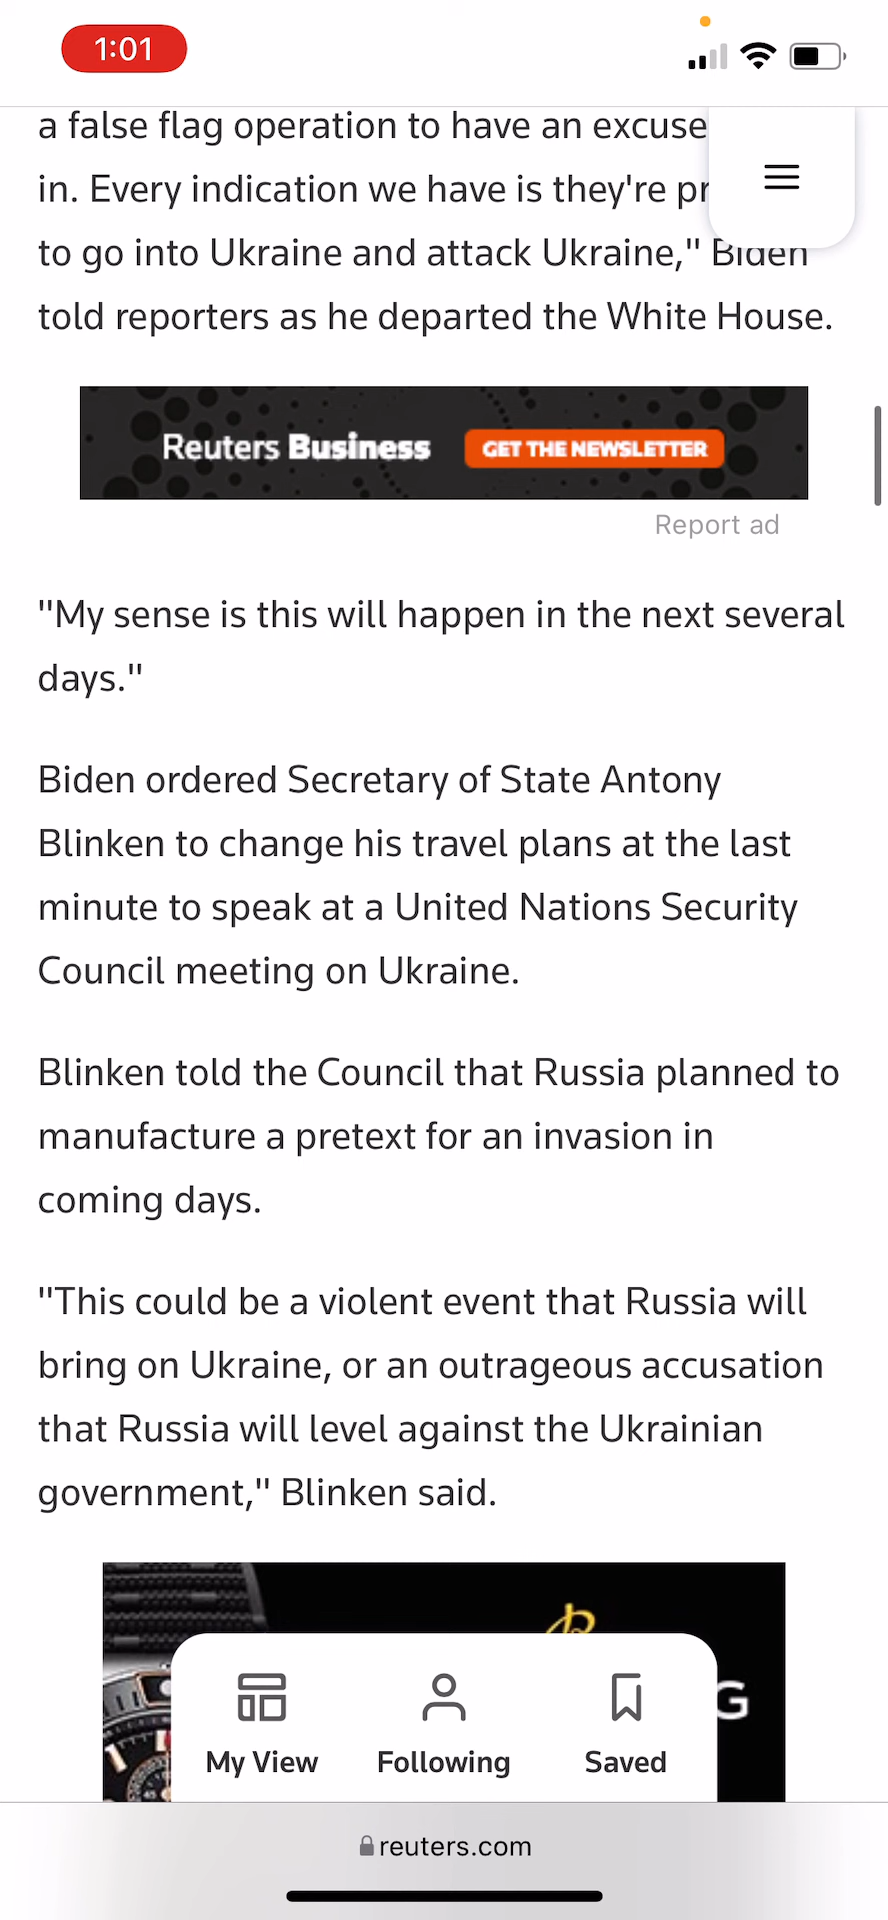 1:01
a false flag operation to have an excuse
in. Every indication we have is they're pr
to go into Ukraine and attack Ukraine," Biden
told reporters as he departed the White House.
Reuters Business GET THE NEWSLETTER
Report ad
"My sense is this will happen in the next several
days."
Biden ordered Secretary of State Antony
Blinken to change his travel plans at the last
minute to speak at a United Nations Security
Council meeting on Ukraine.
Blinken told the Council that Russia planned to
manufacture a pretext for an invasion in
coming days.
"This could be a violent event that Russia will
bring on Ukraine, or an outrageous accusation
that Russia will level against the Ukrainian
government," Blinken said.
G
My View Following Saved
reuters.com